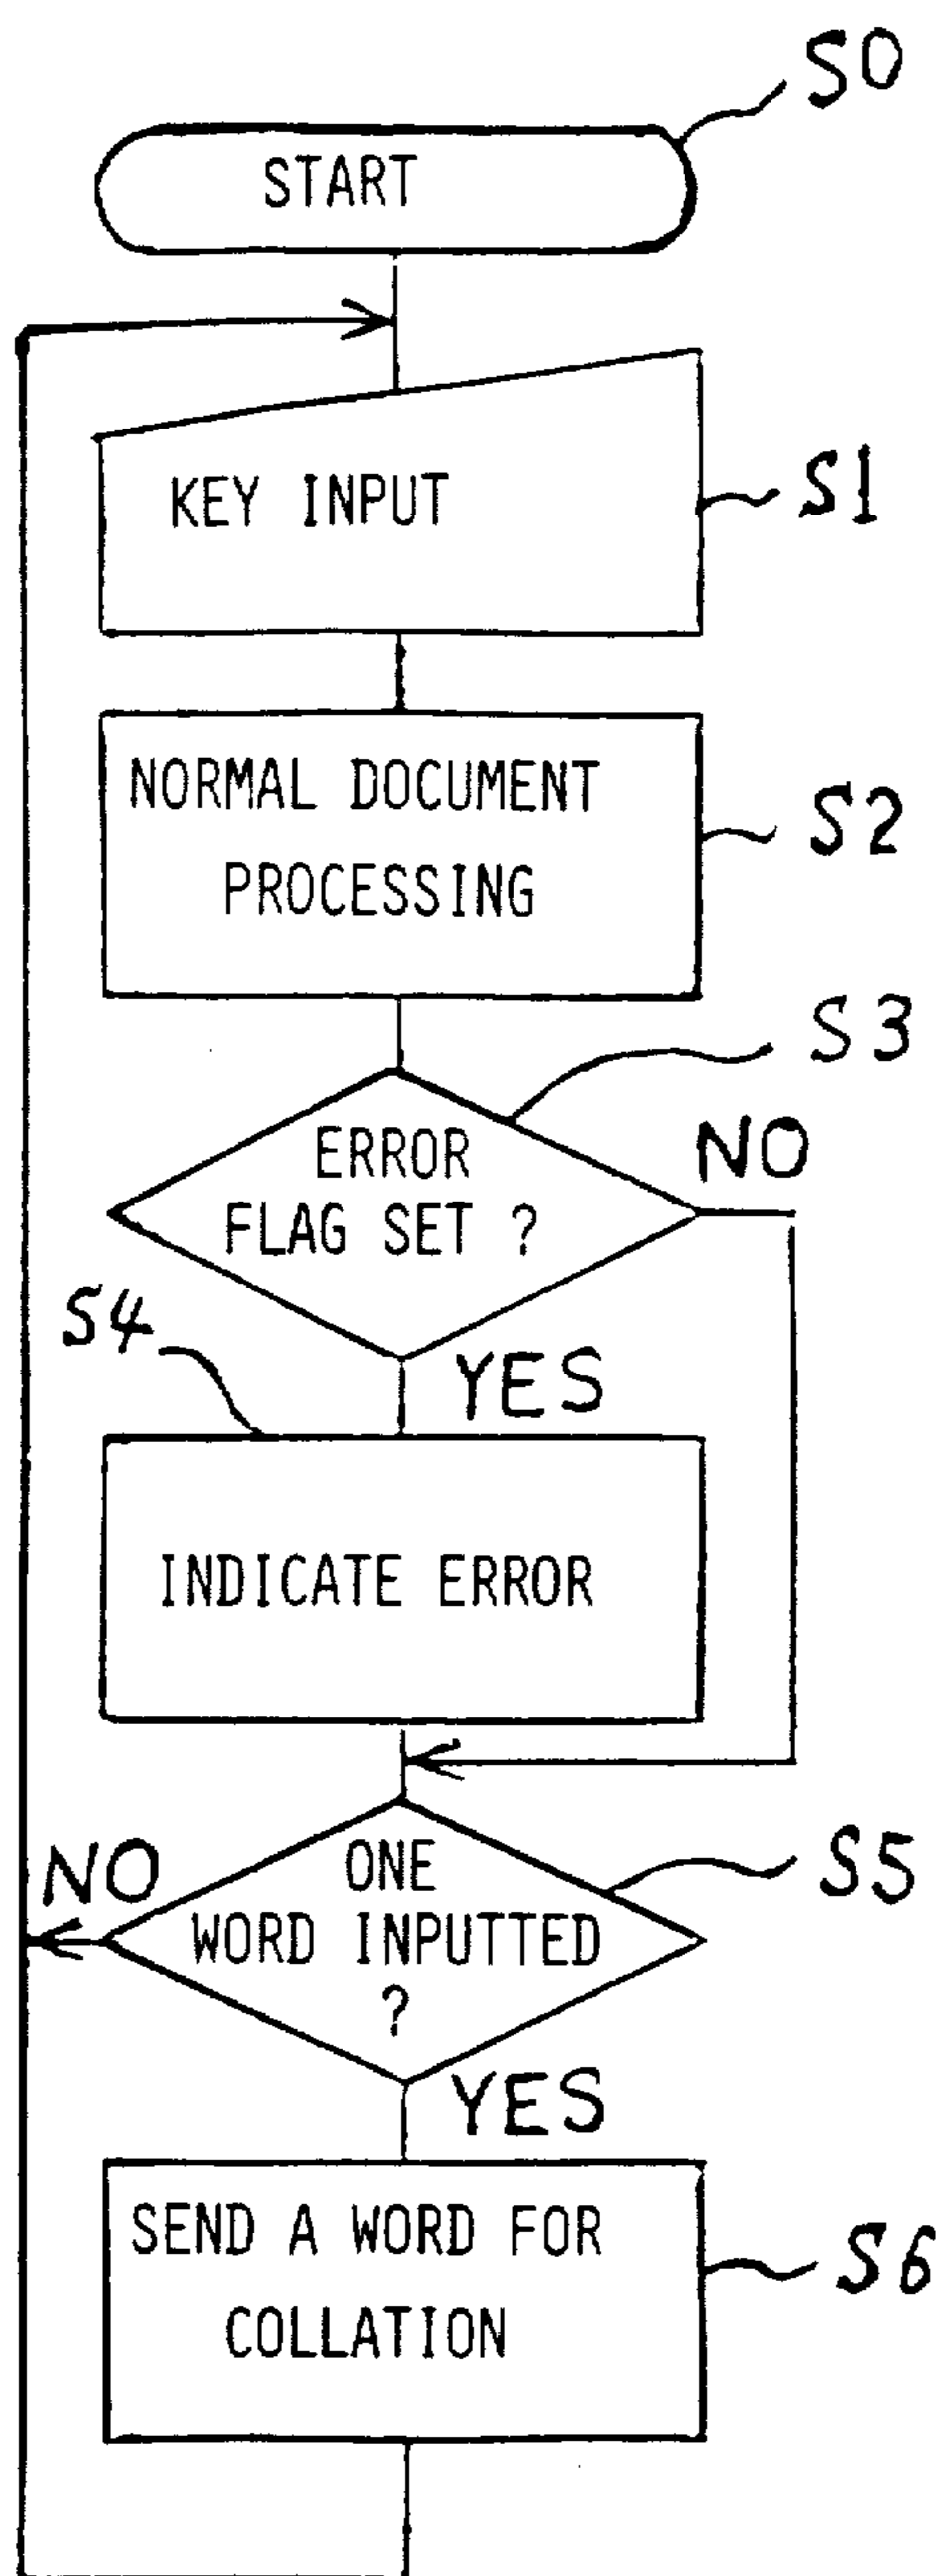 S0
START
KEY INPUT
S1
NORMAL DOCUMENT
PROCESSING
S2
S3
ERROR
FLAG SET ?
NO
S4
YES
INDICATE ERROR
NO
ONE
WORD INPUTTED
?
S5
YES
SEND A WORD FOR
COLLATION
S6